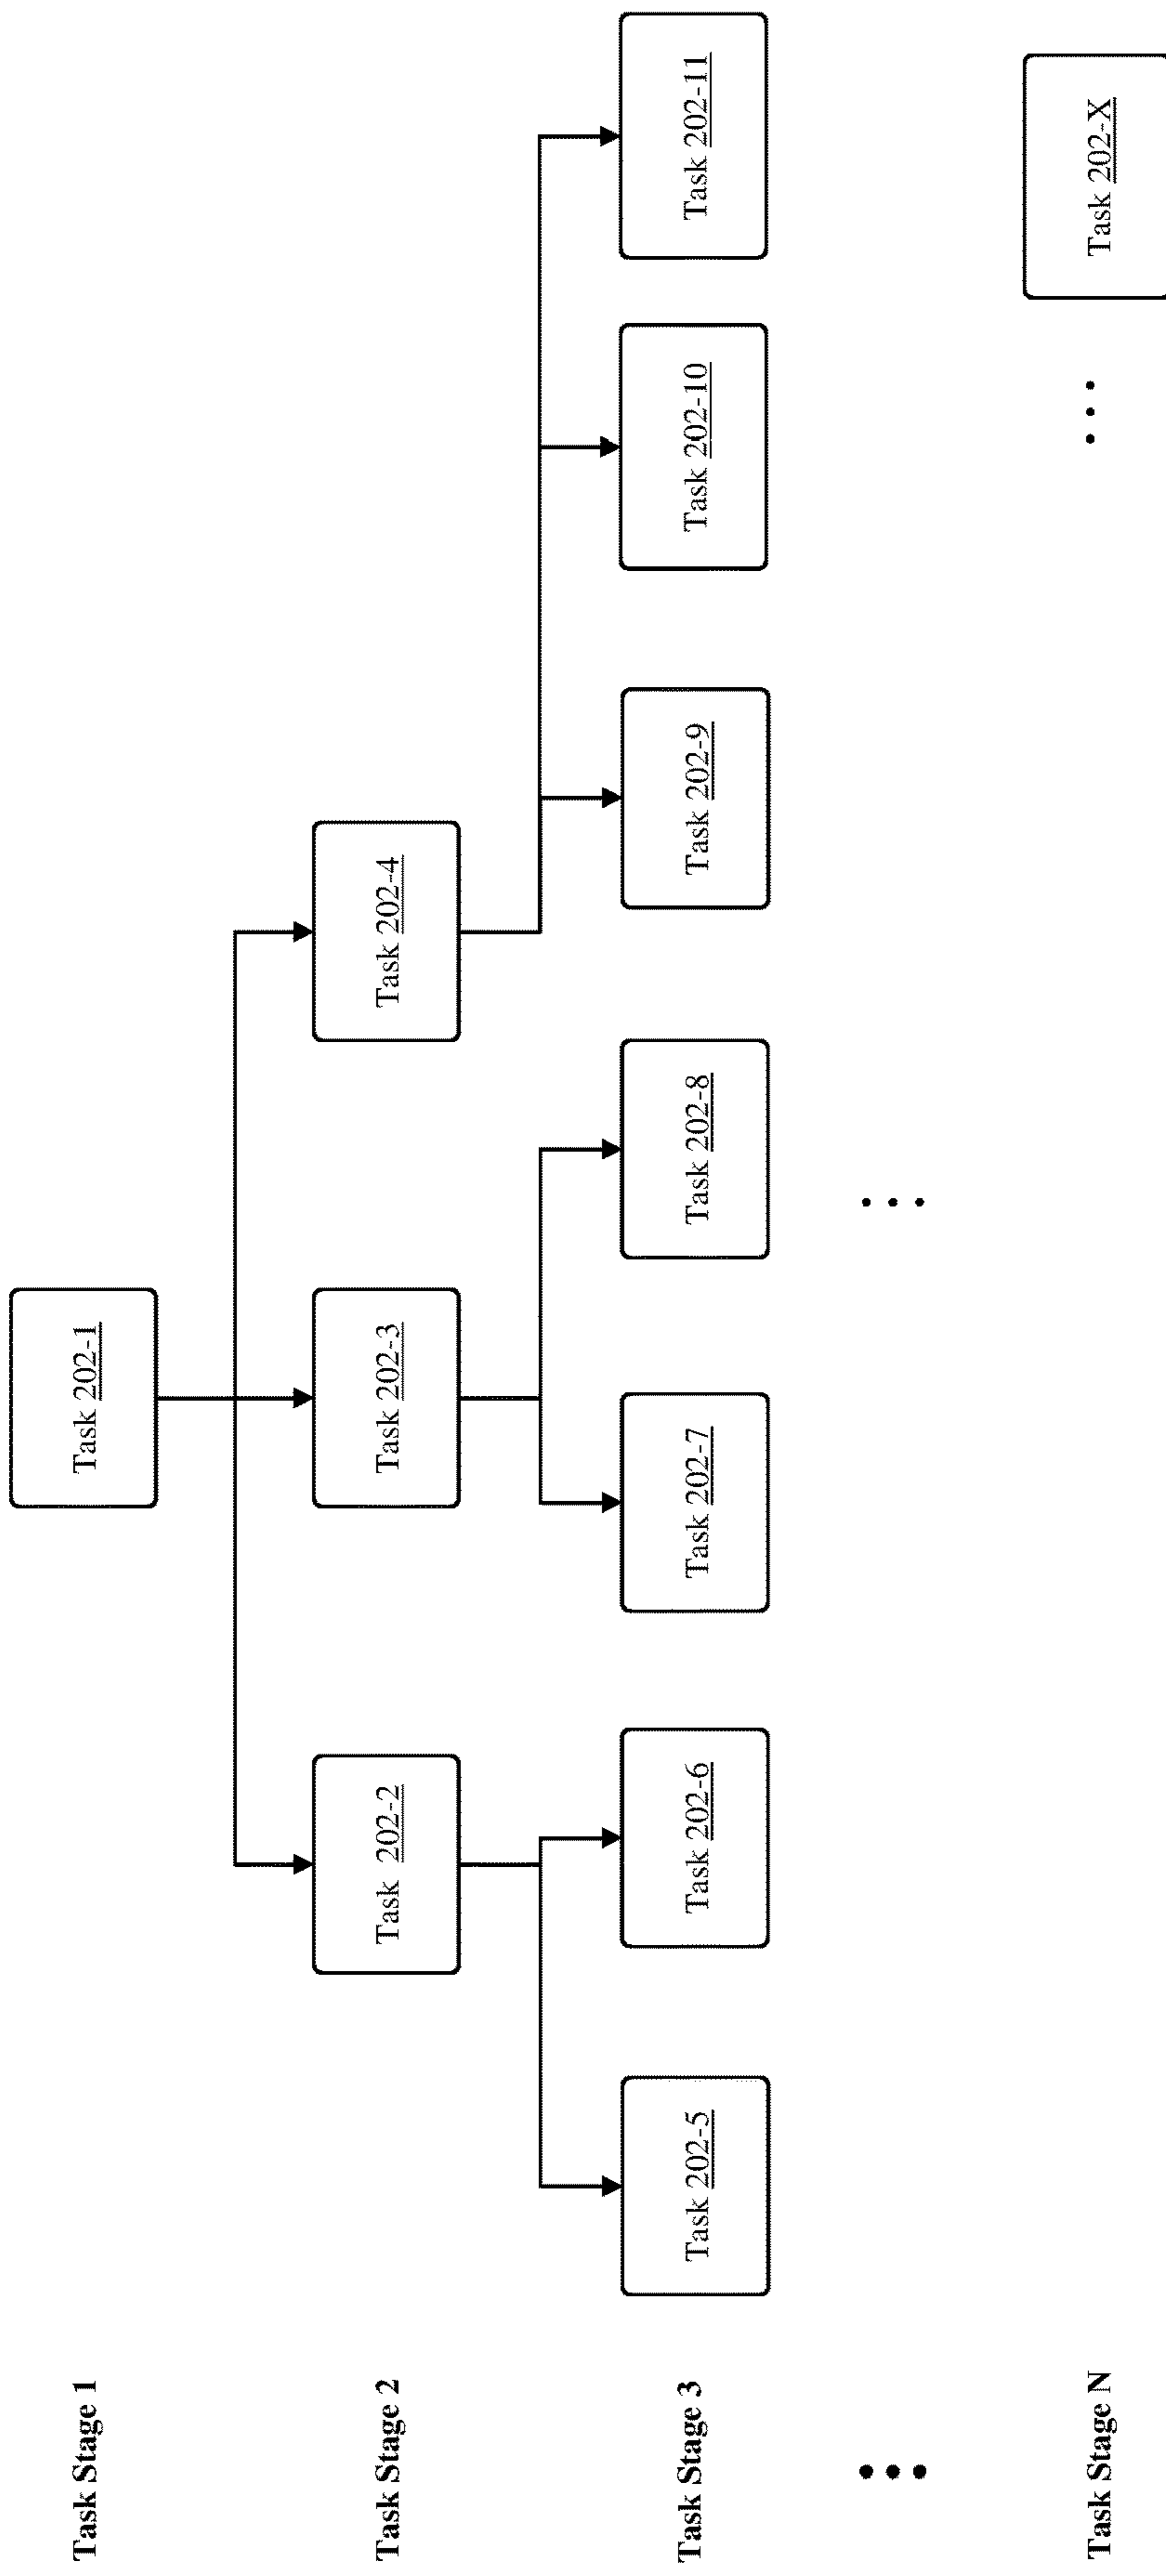 Task Stage 1
Task 202-1
Task Stage 2
Task 202-2
Task 202-3
Task 202-4
Task Stage 3
Task 202-5
Task 202-6
Task 202-7
Task 202-8
Task 202-9
Task 202-10
Task 202-11
Task Stage N
Task 202-X